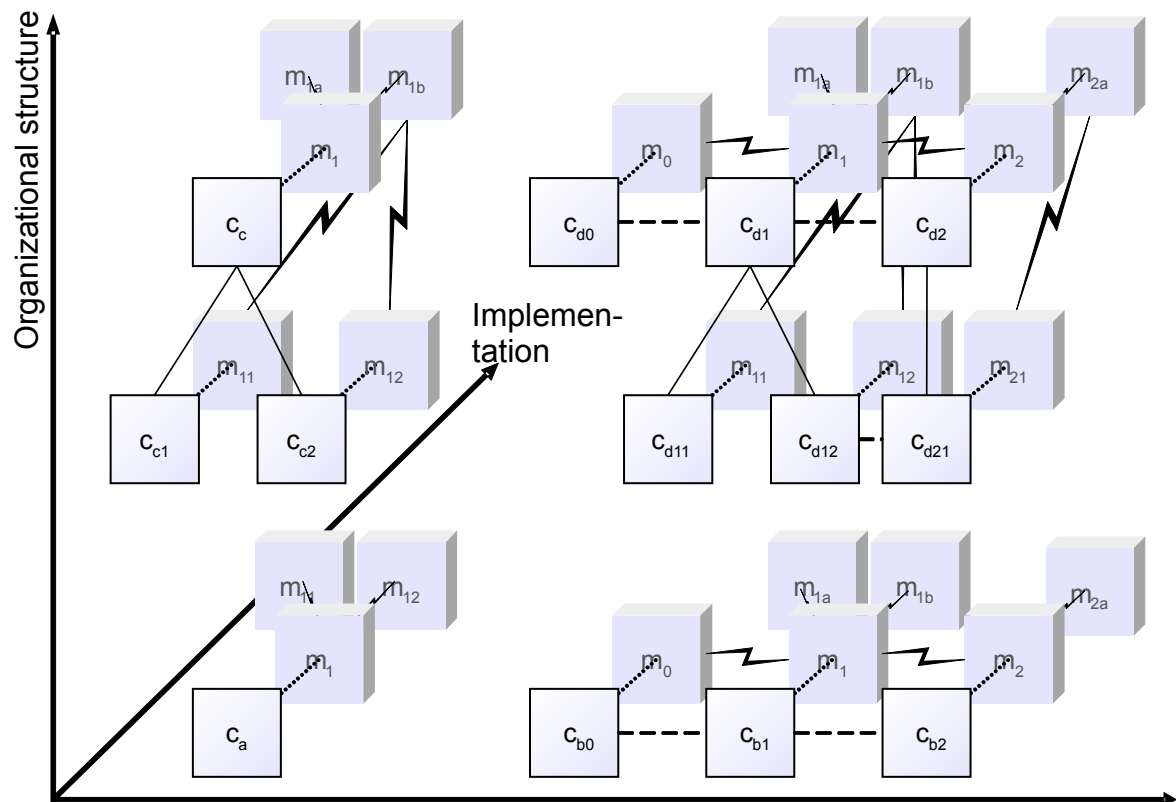 Organizational structure
Implemen-
tation
m1a
m1b
m1
cc
m11
m12
cc1
cc2
m1a
m1b
m2a
m0
m1
m2
cd0
cd1
cd2
m11
m12
m21
cd11
cd12
cd21
m11
m12
m1
ca
m1a
m1b
m2a
m0
m1
m2
cb0
cb1
cb2